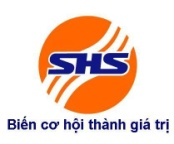 SHS
Biến cơ hội thành giá trị